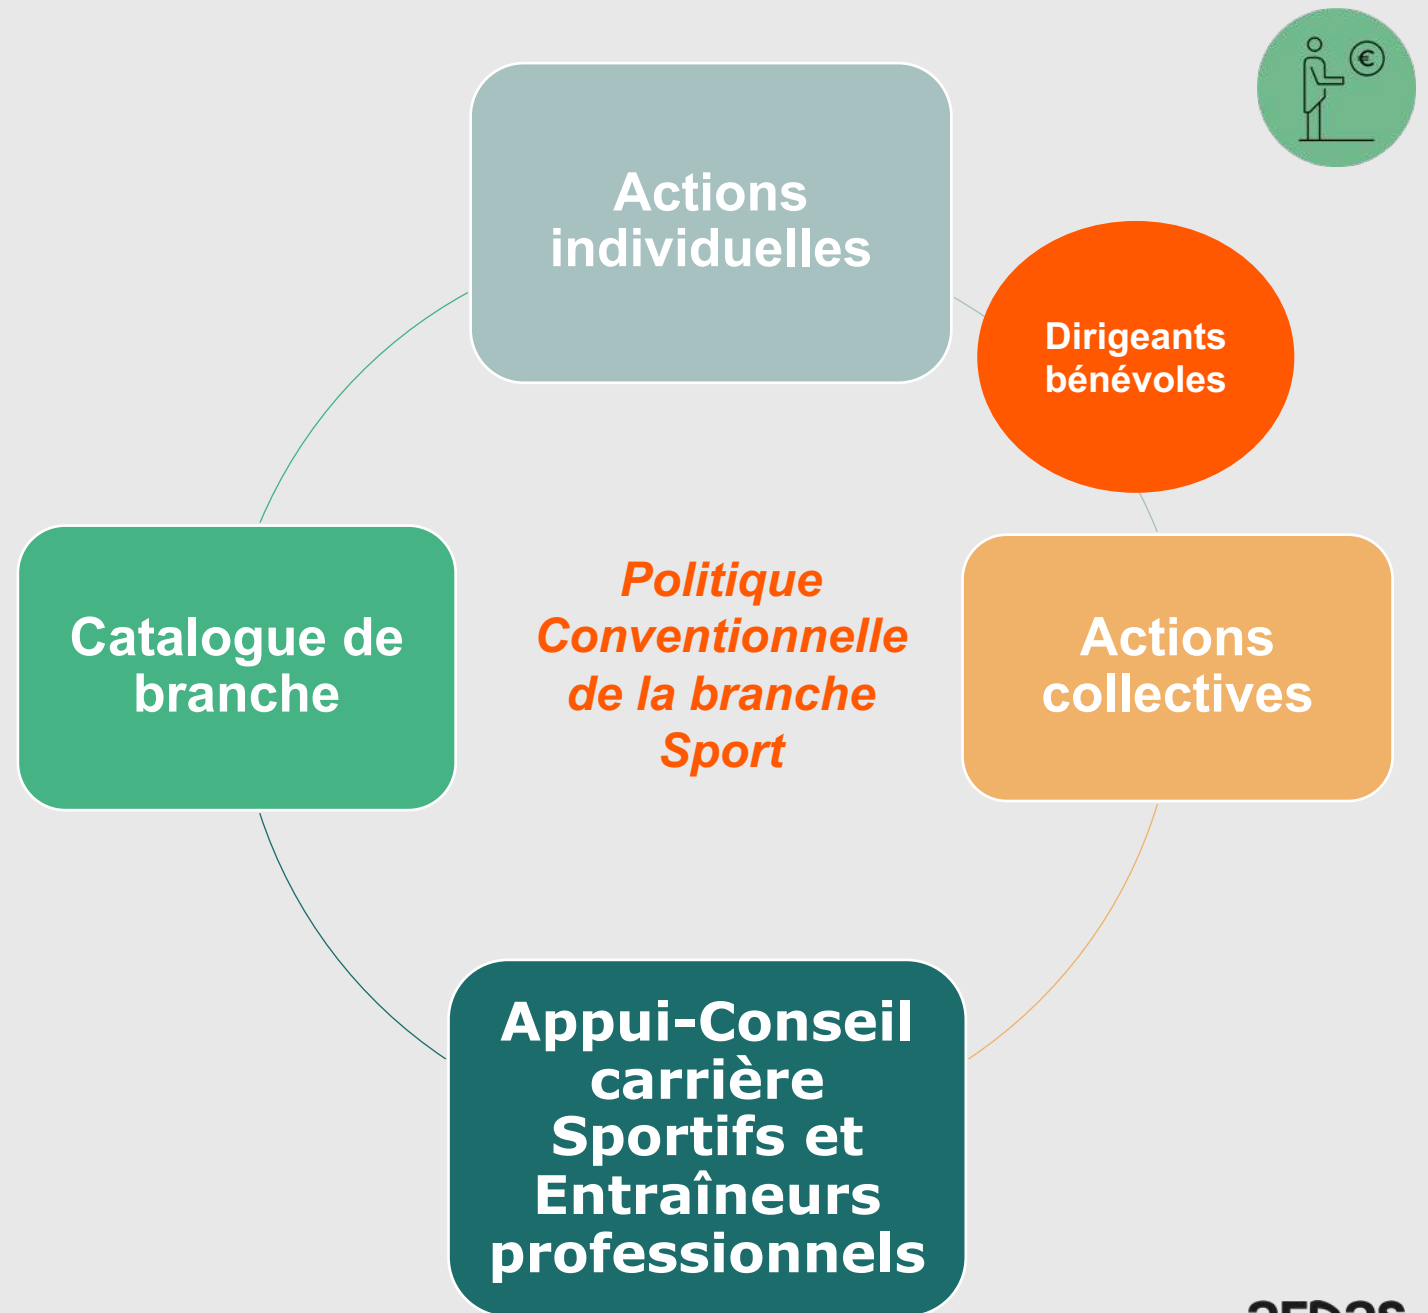 €
Actions
individuelles
Dirigeants
bénévoles
Catalogue de
branche
Politique
Conventionnelle
de la branche
Sport
Actions
collectives
Appui-Conseil
carrière
Sportifs et
Entraîneurs
professionnels